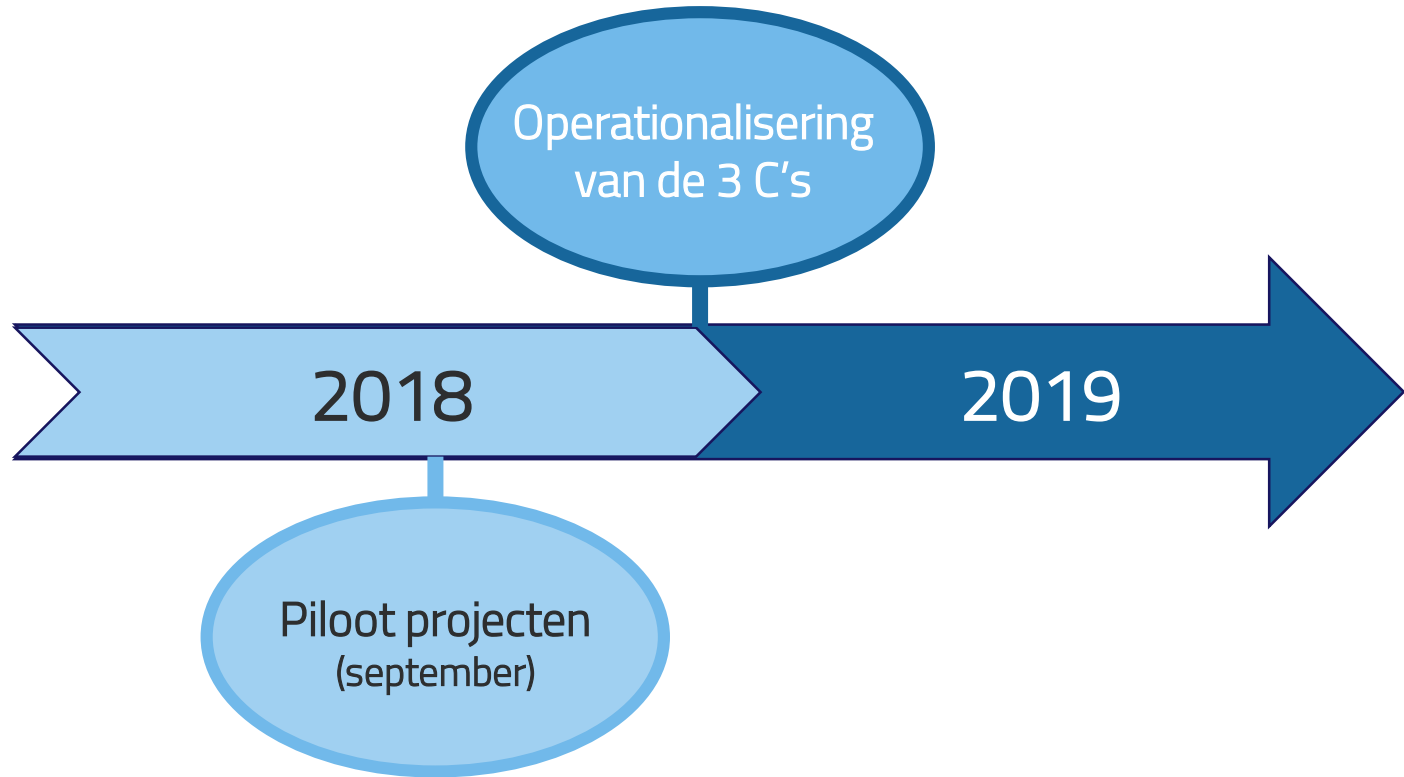 Operationalisering
van de 3 C’s
2018
2019
Piloot projecten
(september)